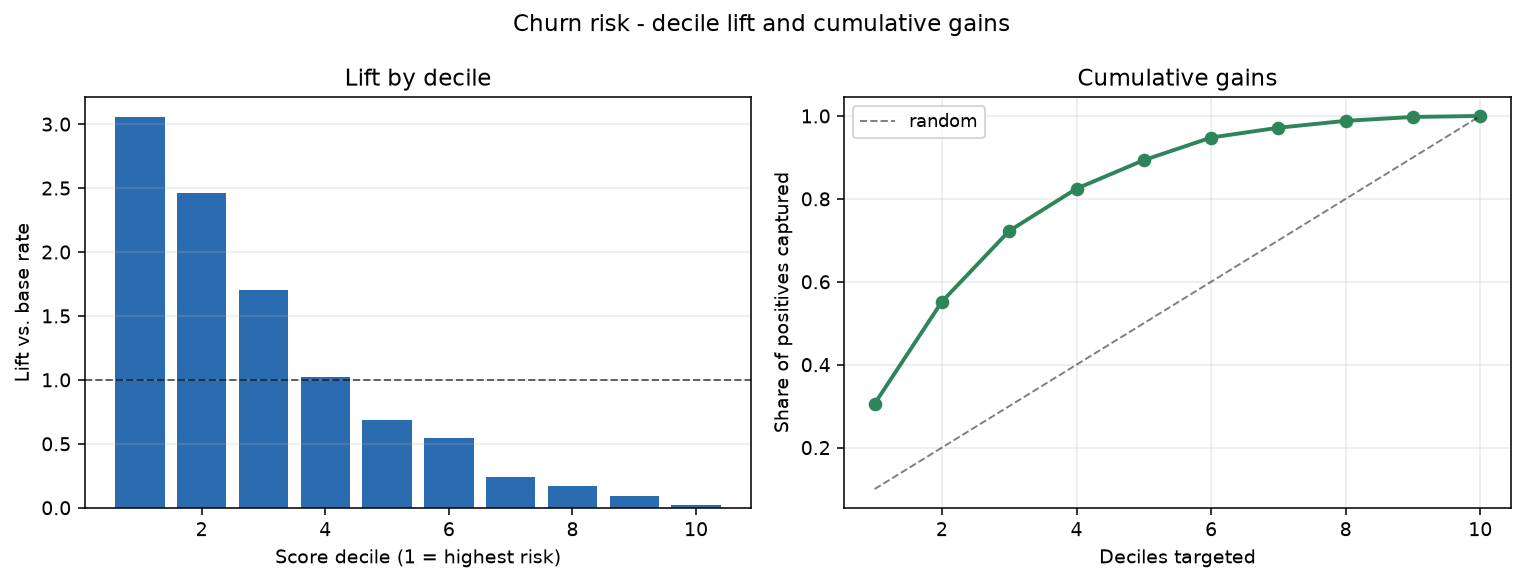 Churn risk - decile lift and cumulative gains
Lift by decile
Lift vs. base rate
3.0
2.5
2.0
1.5
1.0
0.5
0.0
2
4
6
8
10
Score decile (1 = highest risk)
Cumulative gains
random
Share of positives captured
1.0
0.8
0.6
0.4
0.2
2
4
6
8
10
Deciles targeted